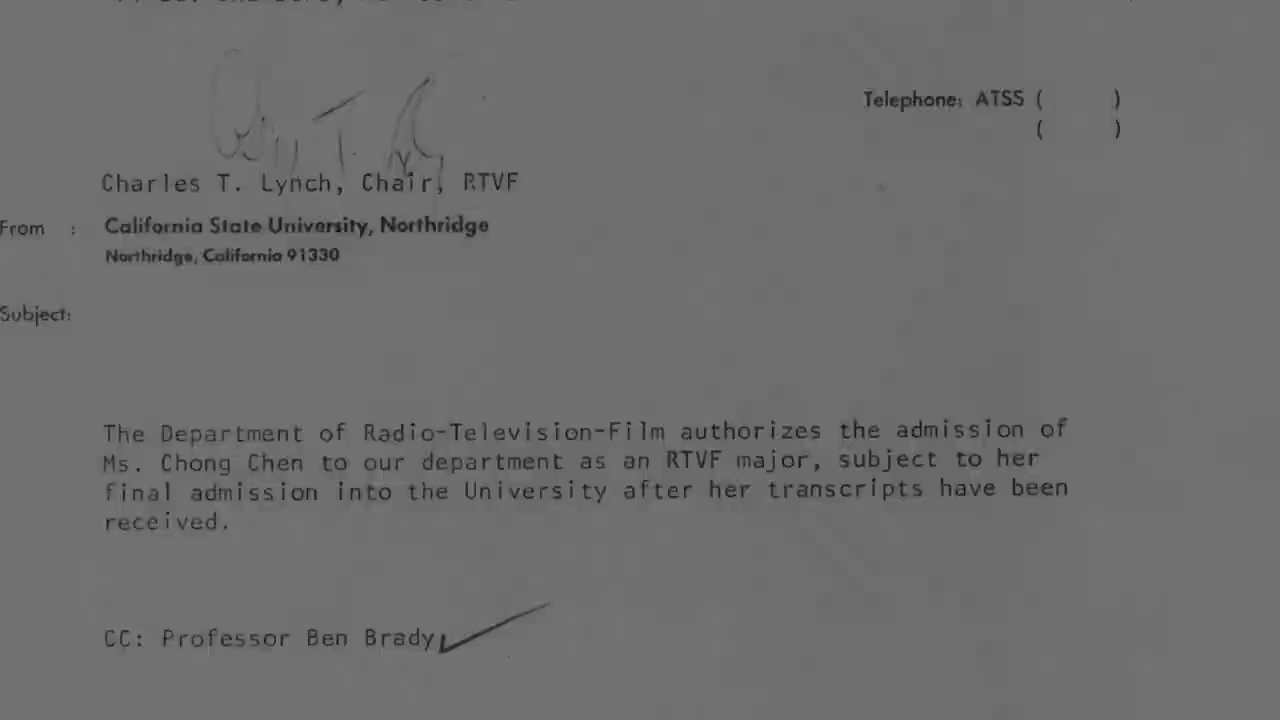 Telephone: ATSS ( )
( )
Charles T. Lynch, Chair, RTVF
From : California State University, Northridge
Northridge, California 91330
Subject:
The Department of Radio-Television-Film authorizes the admission of
Ms. Chong Chen to our department as an RTVF major, subject to her
final admission into the University after her transcripts have been
received.
CC: Professor Ben Brady